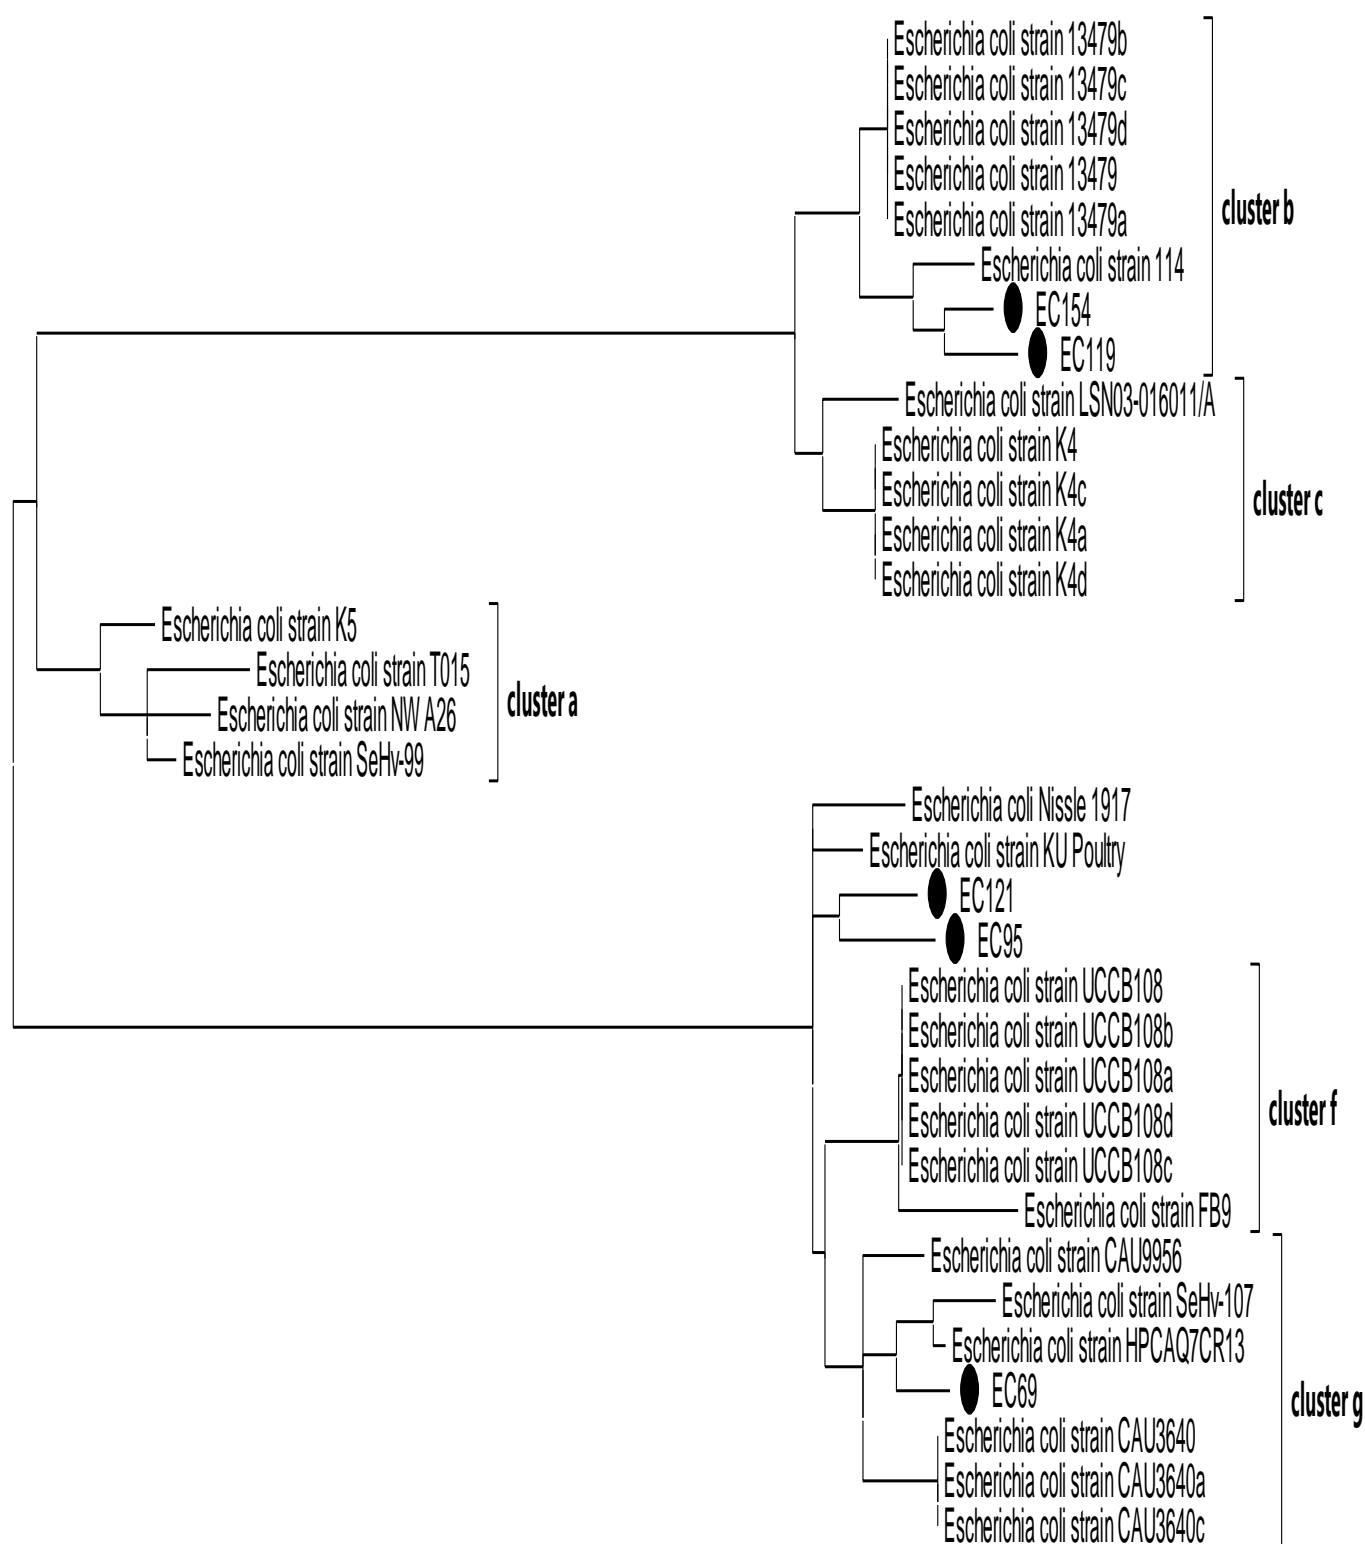 Escherichia coli strain 13479b
Escherichia coli strain 13479c
Escherichia coli strain 13479d
Escherichia coli strain 13479
Escherichia coli strain 13479a
cluster b
Escherichia coli strain 114
EC154
EC119
Escherichia coli strain LSN03-016011/A
Escherichia coli strain K4
Escherichia coli strain K4c
cluster c
Escherichia coli strain K4a
Escherichia coli strain K4d
Escherichia coli strain K5
Escherichia coli strain T015
cluster a
Escherichia coli strain NW A26
Escherichia coli strain SeHv-99
Escherichia coli Nissle 1917
Escherichia coli strain KU Poultry
EC121
EC95
Escherichia coli strain UCCB108
Escherichia coli strain UCCB108b
Escherichia coli strain UCCB108a
cluster f
Escherichia coli strain UCCB108d
Escherichia coli strain UCCB108c
Escherichia coli strain FB9
Escherichia coli strain CAU9956
Escherichia coli strain SeHv-107
Escherichia coli strain HPCAQ7CR13
EC69
cluster g
Escherichia coli strain CAU3640
Escherichia coli strain CAU3640a
Escherichia coli strain CAU3640c